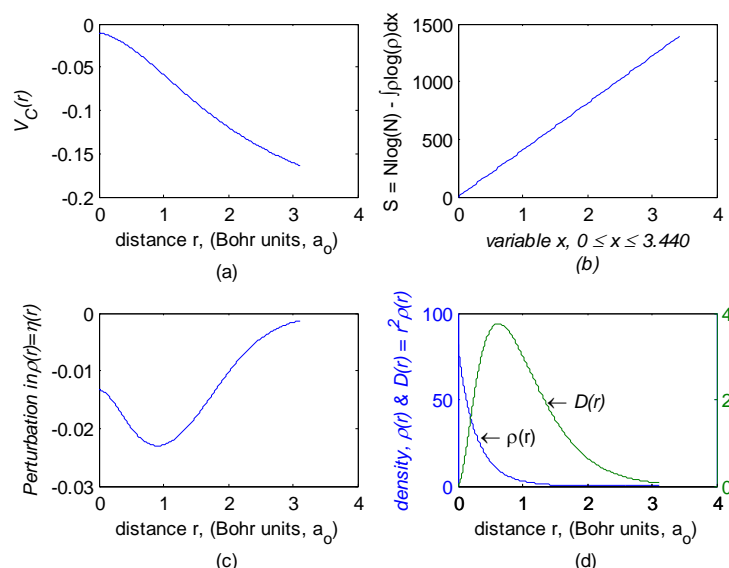 0
-0.05
-0.1
-0.15
-0.2
V_C(r)
0 1 2 3 4
distance r, (Bohr units, a_o)
(a)
1500
1000
500
0
S = Nlog(N) - ∫ρlog(ρ)dx
0 1 2 3 4
variable x, 0 ≤ x ≤ 3.440
(b)
0
-0.01
-0.02
-0.03
Perturbation in ρ(r)=η(r)
0 1 2 3 4
distance r, (Bohr units, a_o)
(c)
100
50
0
density, ρ(r) & D(r) = r²ρ(r)
4
2
0
← D(r)
← ρ(r)
0 1 2 3 4
distance r, (Bohr units, a_o)
(d)